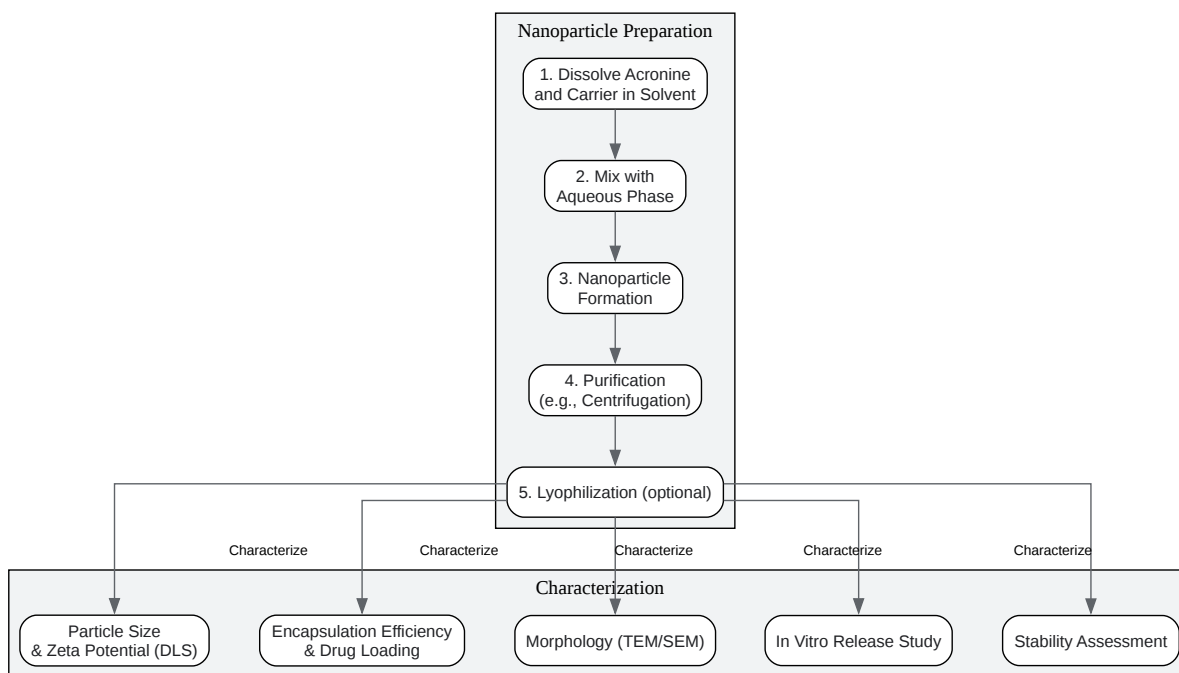 Nanoparticle Preparation
1. Dissolve Acronine
and Carrier in Solvent
2. Mix with
Aqueous Phase
3. Nanoparticle
Formation
4. Purification
(e.g., Centrifugation)
5. Lyophilization (optional)
Characterize
Characterize
Characterize
Characterize
Characterize
Characterization
Particle Size
& Zeta Potential (DLS)
Encapsulation Efficiency
& Drug Loading
Morphology (TEM/SEM)
In Vitro Release Study
Stability Assessment